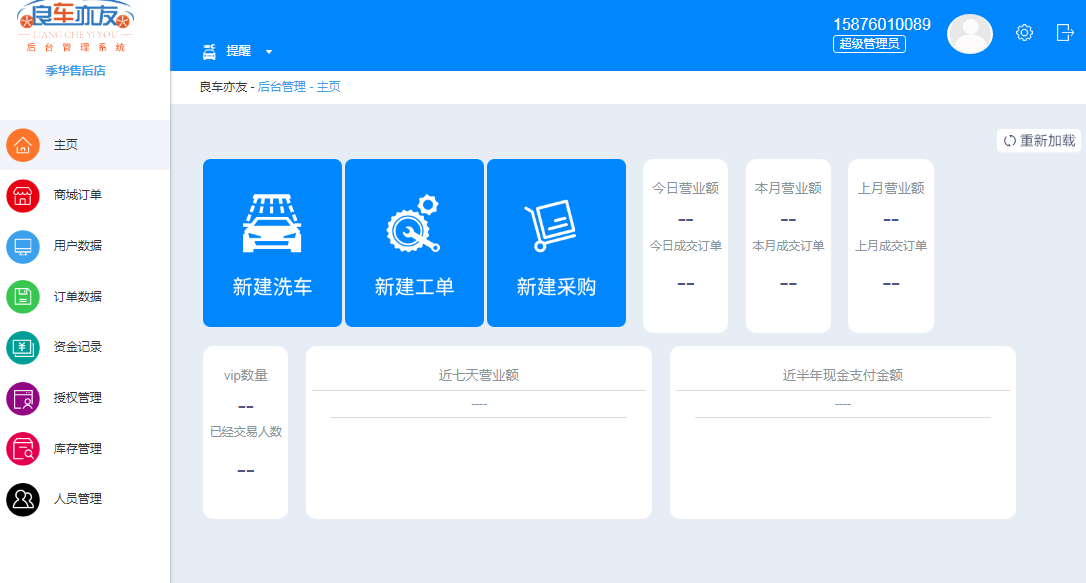 良车亦友
LIANG CHE YI YOU
后台管理系统
季华售后店
主页
商城订单
用户数据
订单数据
资金记录
授权管理
库存管理
人员管理
提醒
15876010089
超级管理员
良车亦友 - 后台管理 - 主页
重新加载
新建洗车
新建工单
新建采购
今日营业额
--
今日成交订单
--
本月营业额
--
本月成交订单
--
上月营业额
--
上月成交订单
--
vip数量
--
已经交易人数
--
近七天营业额
----
近半年现金支付金额
----